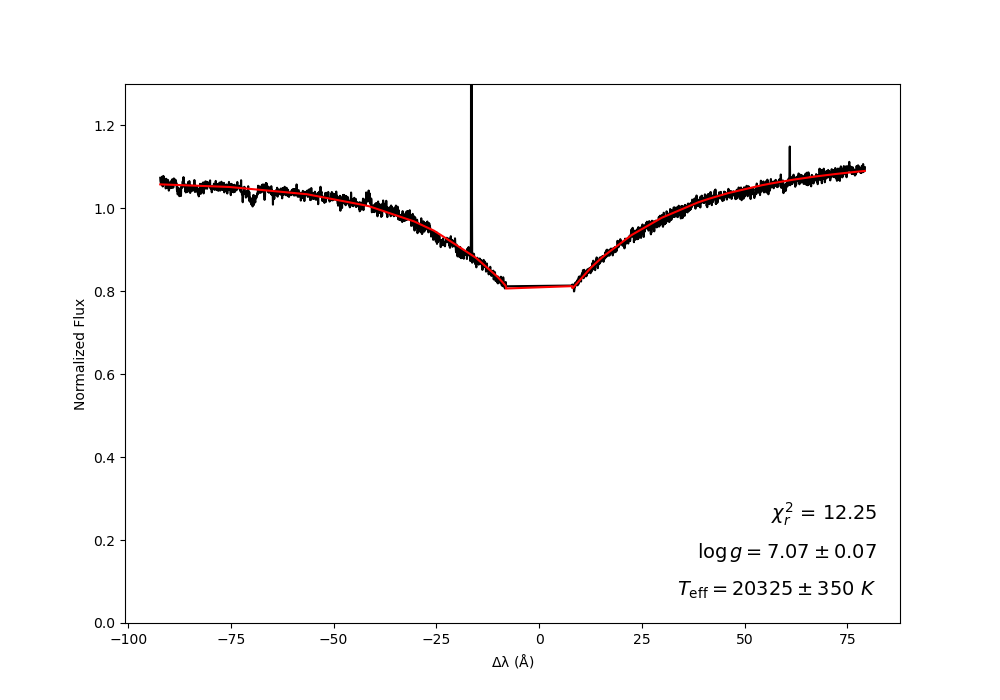 1.2
1.0
0.8
0.6
0.4
0.2
0.0
Normalized Flux
χ²ᵣ = 12.25
log g = 7.07 ± 0.07
T_eff = 20325 ± 350 K
−100 −75 −50 −25 0 25 50 75
Δλ (Å)